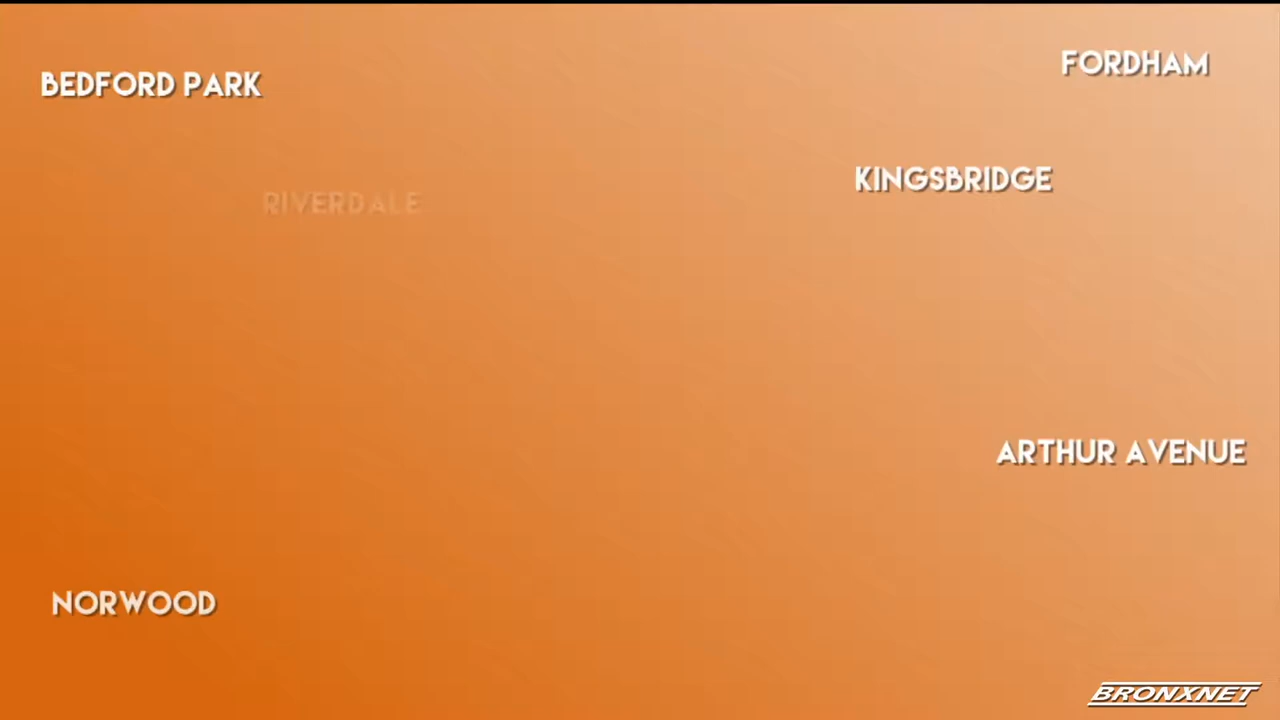 FORDHAM
BEDFORD PARK
KINGSBRIDGE
RIVERDALE
ARTHUR AVENUE
NORWOOD
BRONXNET